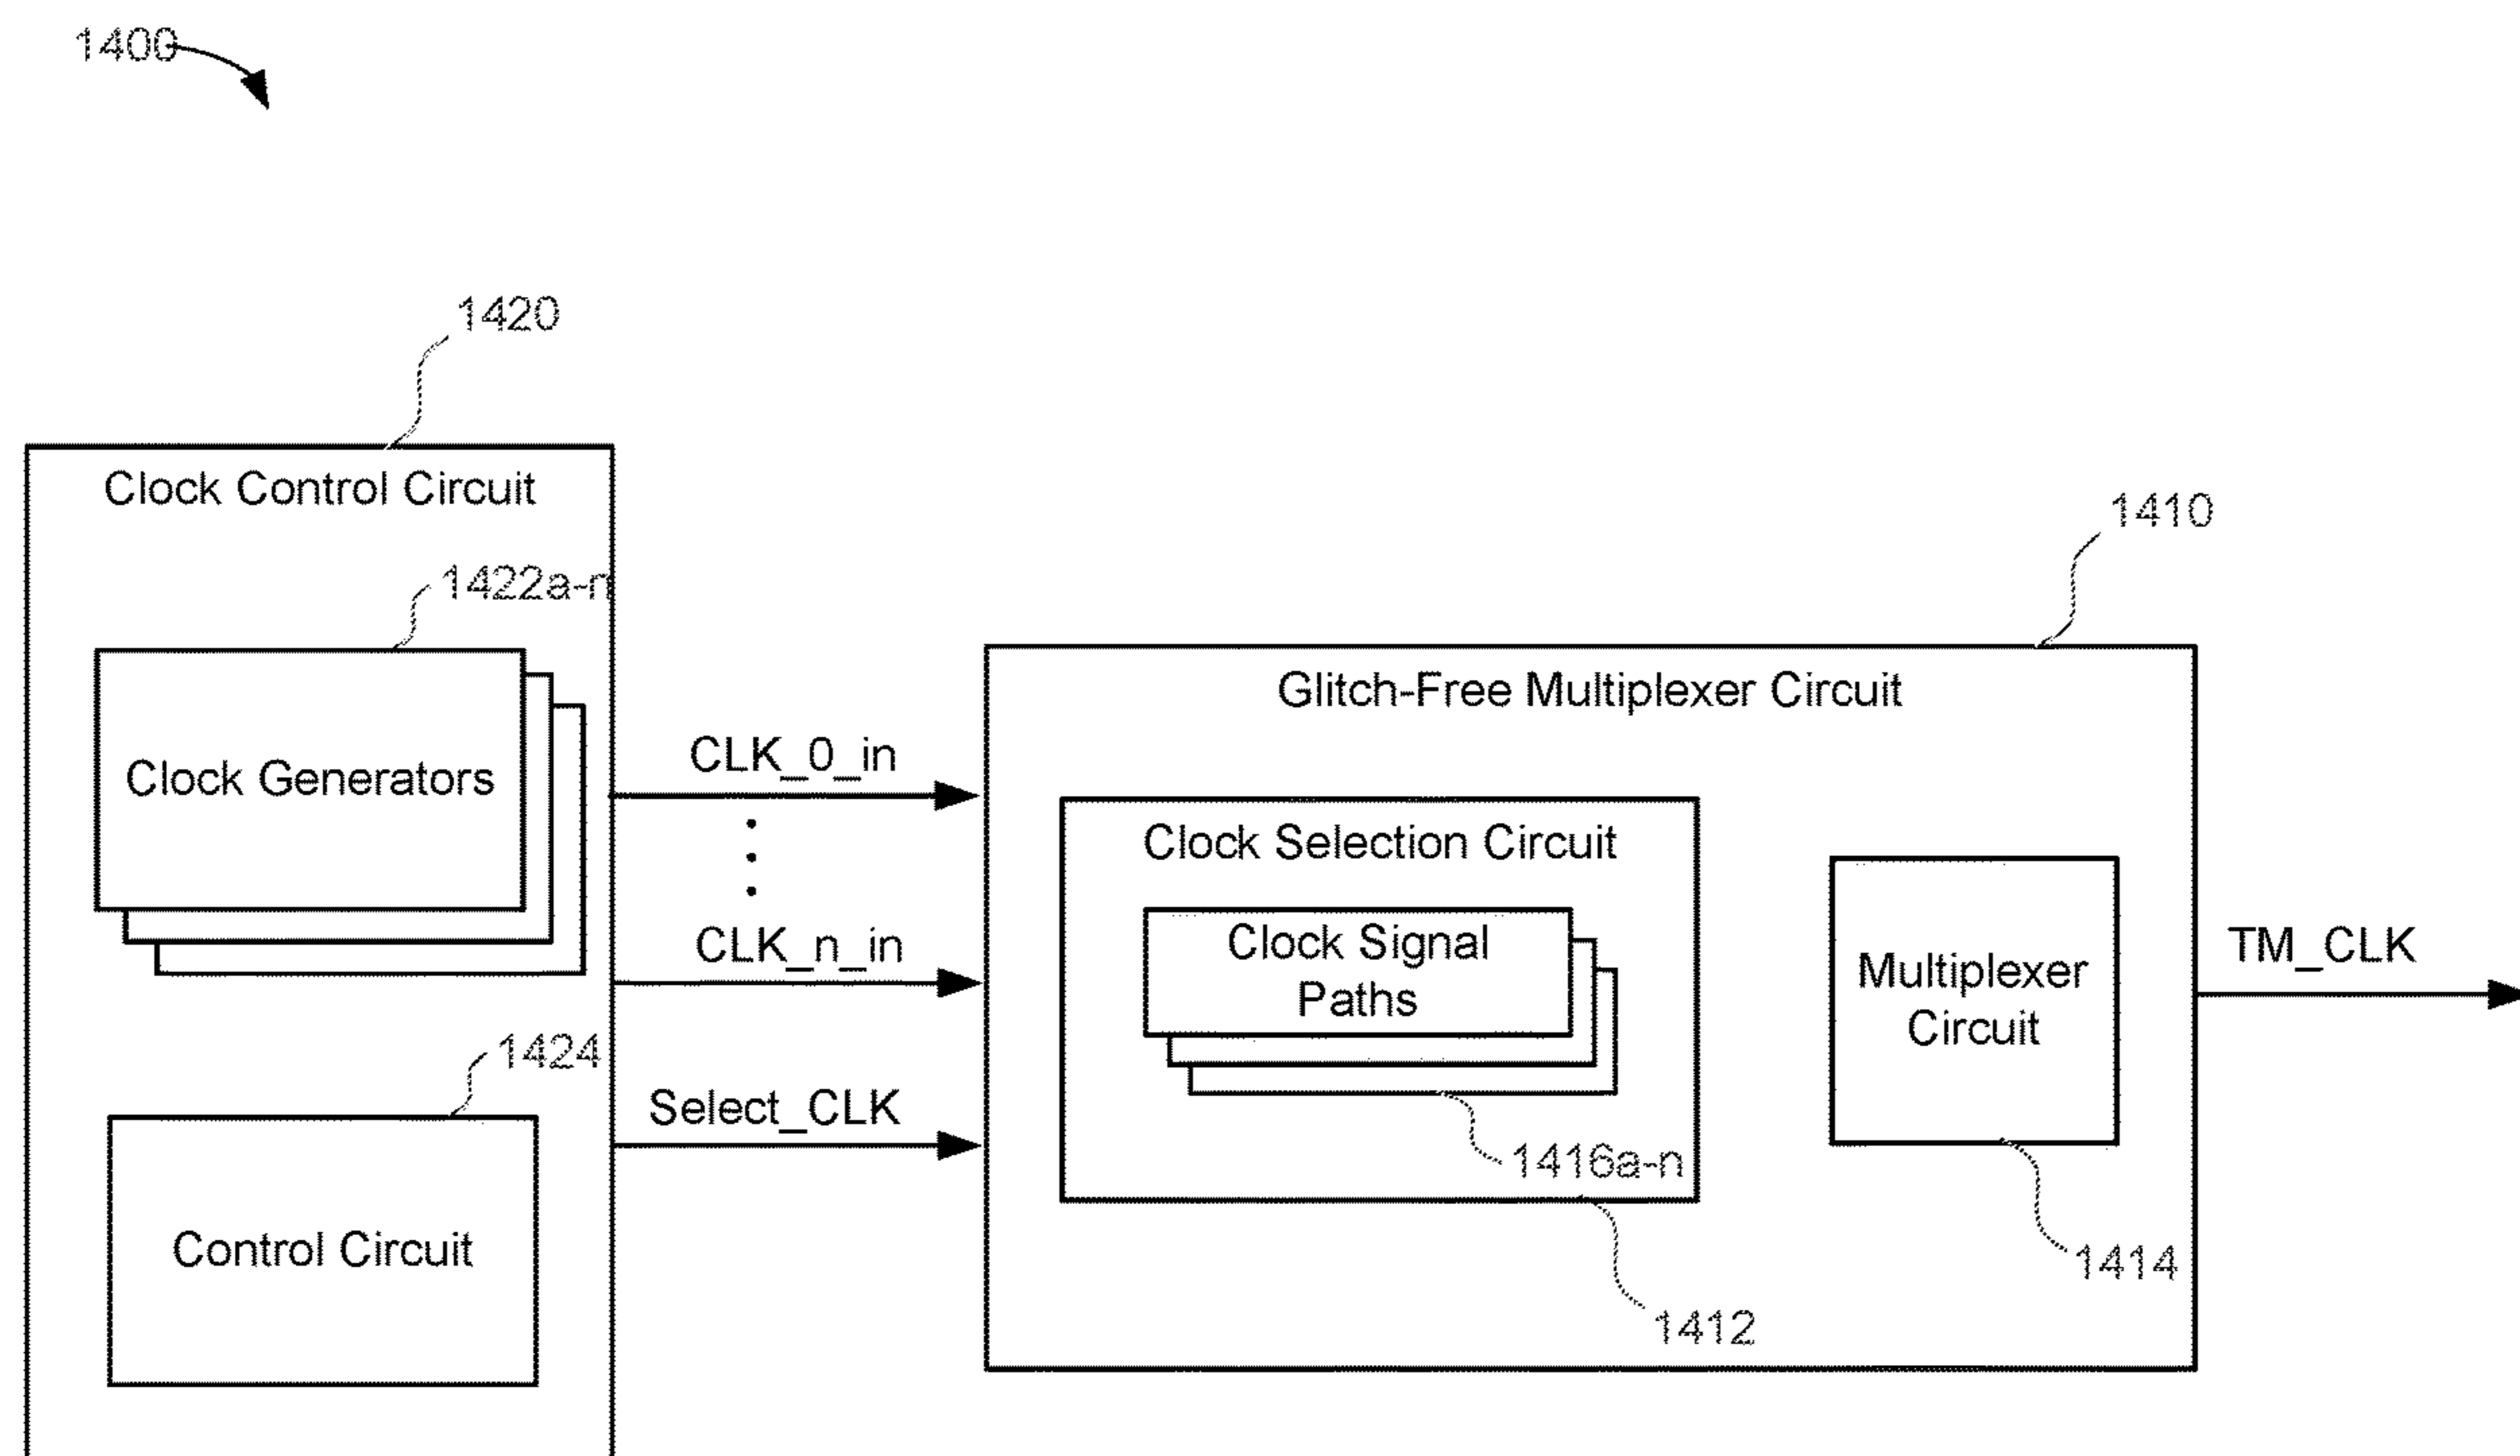 1400
1420
Clock Control Circuit
1422a-n
Clock Generators
1424
Control Circuit
CLK_0_in
CLK_n_in
Select_CLK
1410
Glitch-Free Multiplexer Circuit
Clock Selection Circuit
Clock Signal
Paths
1416a-n
1412
Multiplexer
Circuit
1414
TM_CLK